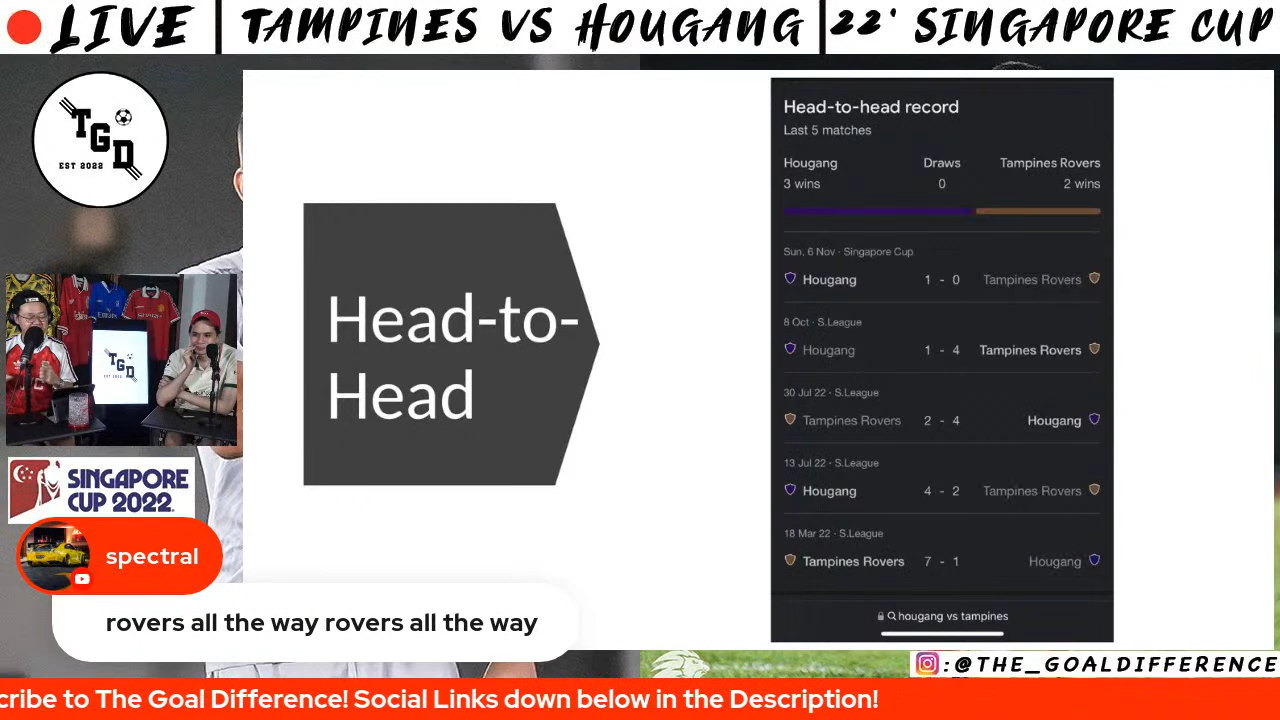 LIVE | TAMPINES VS HOUGANG | 22' SINGAPORE CUP
TGD
EST 2022
TGD
SINGAPORE
CUP 2022
Head-to-
Head
Head-to-head record
Last 5 matches
Hougang Draws Tampines Rovers
3 wins 0 2 wins
Sun, 6 Nov · Singapore Cup
Hougang 1 - 0 Tampines Rovers
8 Oct · S.League
Hougang 1 - 4 Tampines Rovers
30 Jul 22 · S.League
Tampines Rovers 2 - 4 Hougang
13 Jul 22 · S.League
Hougang 4 - 2 Tampines Rovers
18 Mar 22 · S.League
Tampines Rovers 7 - 1 Hougang
hougang vs tampines
spectral
rovers all the way rovers all the way
:@THE_GOALDIFFERENCE
cribe to The Goal Difference! Social Links down below in the Description!